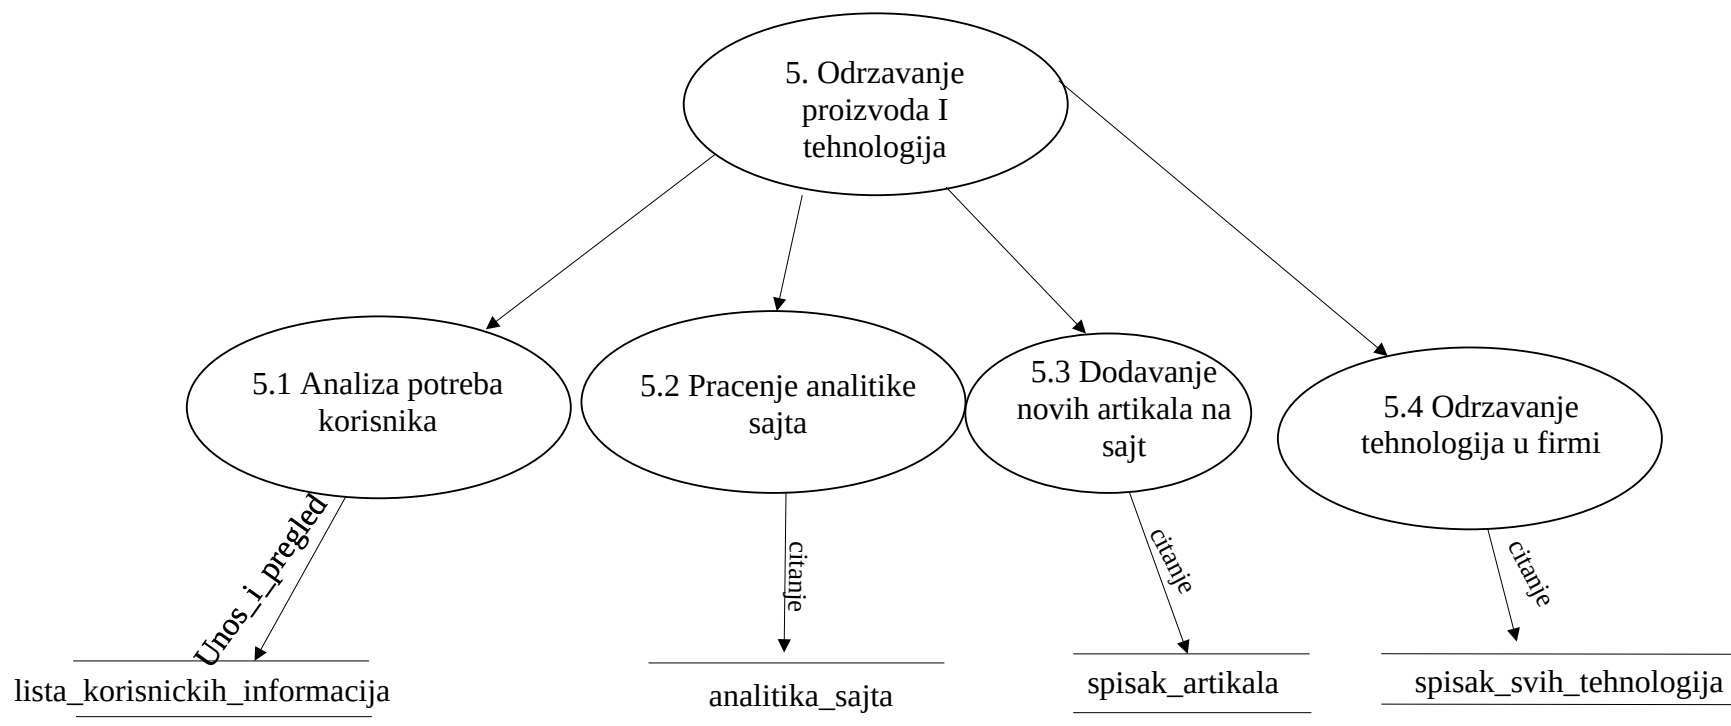 5. Odrzavanje
proizvoda I
tehnologija
5.1 Analiza potreba
korisnika
5.2 Pracenje analitike
sajta
5.3 Dodavanje
novih artikala na
sajt
5.4 Odrzavanje
tehnologija u firmi
Unos_i_pregled
citanje
citanje
citanje
lista_korisnickih_informacija
analitika_sajta
spisak_artikala
spisak_svih_tehnologija